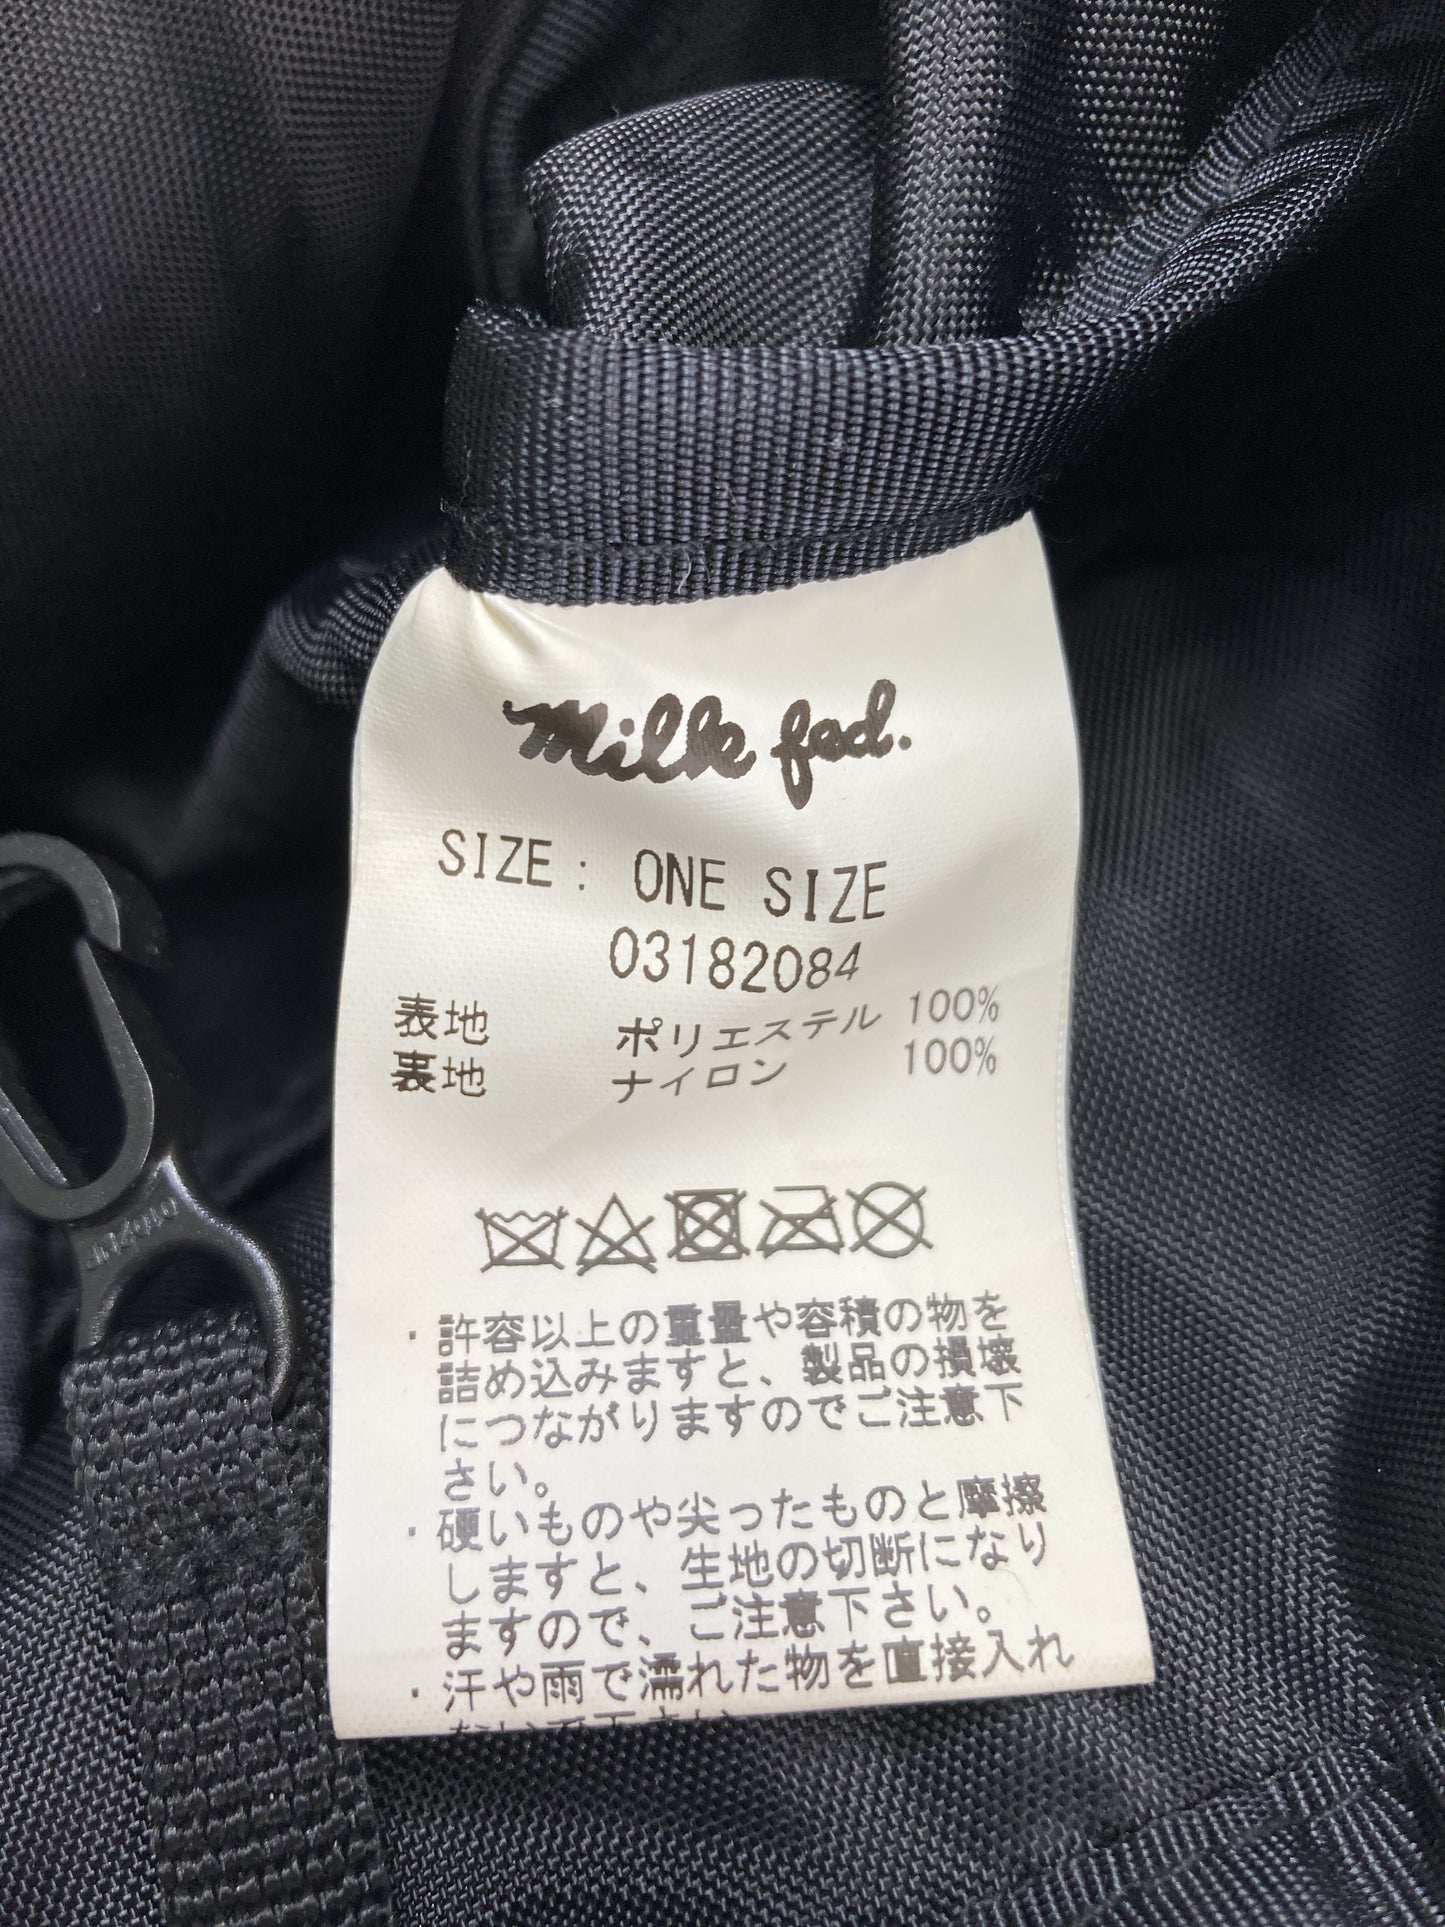 milk fed.
SIZE : ONE SIZE
03182084
表地 ポリエステル 100%
裏地 ナイロン 100%
・許容以上の重量や容積の物を
詰め込みますと、製品の損壊
につながりますのでご注意下
さい。
・硬いものや尖ったものと摩擦
しますと、生地の切断になり
ますので、ご注意下さい。
・汗や雨で濡れた物を直接入れ